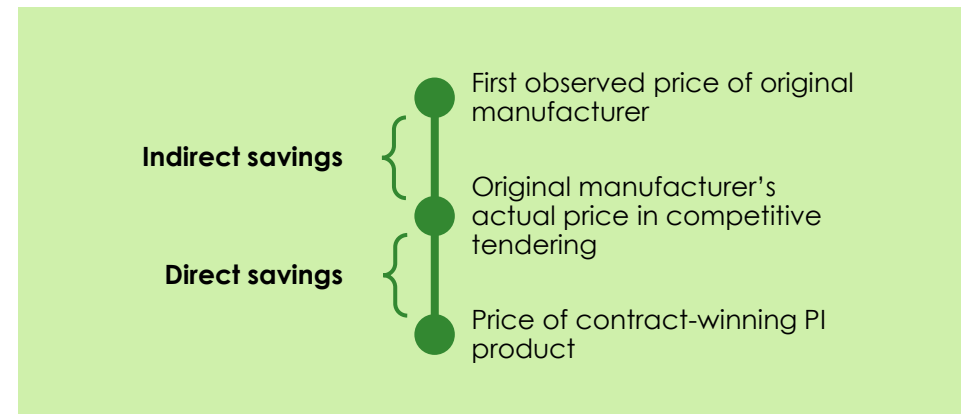 First observed price of original
manufacturer
Indirect savings
Original manufacturer's
actual price in competitive
tendering
Direct savings
Price of contract-winning PI
product